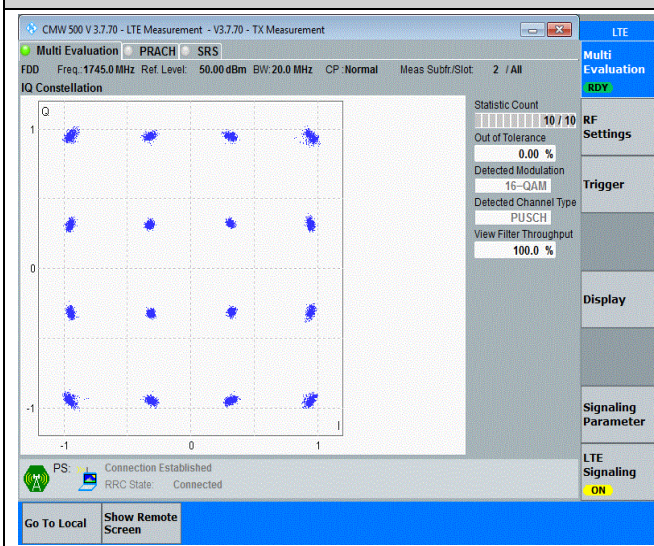 CMW 500 V 3.7.70 - LTE Measurement - V3.7.70 - TX Measurement
LTE
Multi Evaluation PRACH SRS
Multi
Evaluation
RDY
FDD Freq.:1745.0 MHz Ref. Level: 50.00 dBm BW:20.0 MHz CP :Normal Meas Subfr./Slot: 2 / All
IQ Constellation
Q
1
0
-1
I
-1 0 1
Statistic Count
10 / 10
Out of Tolerance
0.00 %
Detected Modulation
16-QAM
Detected Channel Type
PUSCH
View Filter Throughput
100.0 %
RF
Settings
Trigger
Display
Signaling
Parameter
LTE
Signaling
ON
PS: Connection Established
RRC State: Connected
Go To Local
Show Remote
Screen